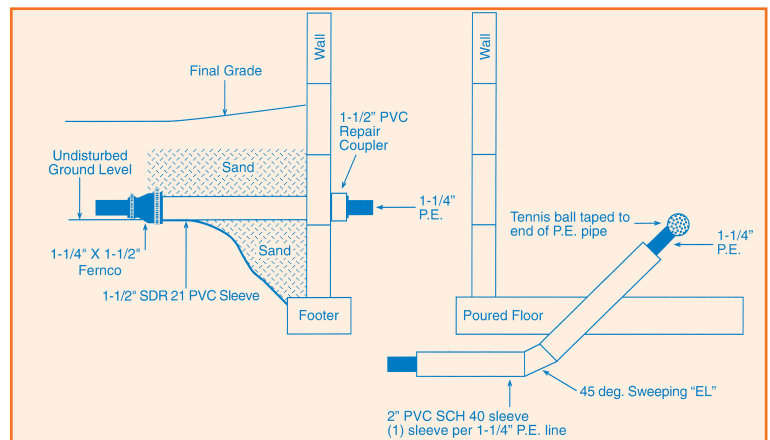 Wall
Final Grade
1-1/2” PVC
Repair
Coupler
Undisturbed
Ground Level
Sand
1-1/4”
P.E.
1-1/4" X 1-1/2"
Fernco
Sand
1-1/2" SDR 21 PVC Sleeve
Footer
Wall
Tennis ball taped to
end of P.E. pipe
1-1/4”
P.E.
Poured Floor
45 deg. Sweeping “EL”
2” PVC SCH 40 sleeve
(1) sleeve per 1-1/4” P.E. line